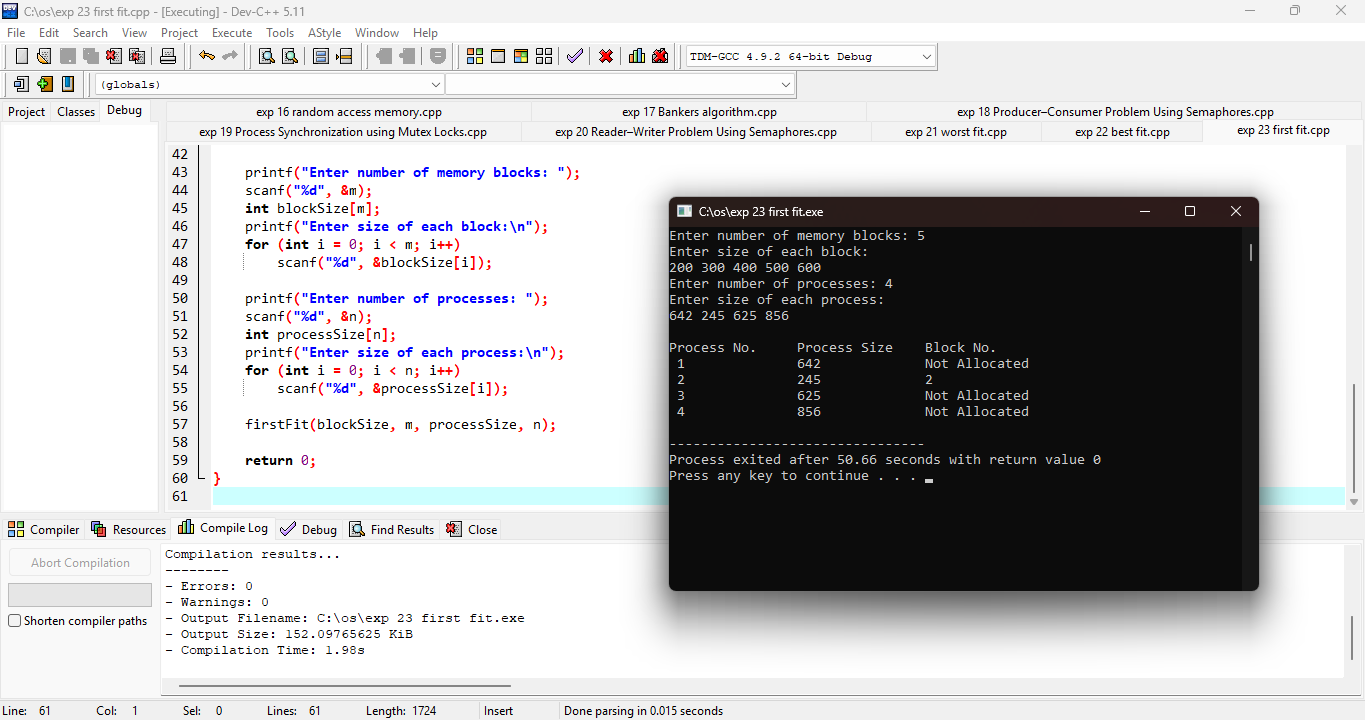 C:\os\exp 23 first fit.cpp - [Executing] - Dev-C++ 5.11
File Edit Search View Project Execute Tools AStyle Window Help
TDM-GCC 4.9.2 64-bit Debug
(globals)
Project Classes Debug
exp 16 random access memory.cpp exp 17 Bankers algorithm.cpp exp 18 Producer–Consumer Problem Using Semaphores.cpp
exp 19 Process Synchronization using Mutex Locks.cpp exp 20 Reader–Writer Problem Using Semaphores.cpp exp 21 worst fit.cpp exp 22 best fit.cpp exp 23 first fit.cpp
42
43 printf("Enter number of memory blocks: ");
44 scanf("%d", &m);
45 int blockSize[m];
46 printf("Enter size of each block:\n");
47 for (int i = 0; i < m; i++)
48 scanf("%d", &blockSize[i]);
49
50 printf("Enter number of processes: ");
51 scanf("%d", &n);
52 int processSize[n];
53 printf("Enter size of each process:\n");
54 for (int i = 0; i < n; i++)
55 scanf("%d", &processSize[i]);
56
57 firstFit(blockSize, m, processSize, n);
58
59 return 0;
60 }
61
C:\os\exp 23 first fit.exe
Enter number of memory blocks: 5
Enter size of each block:
200 300 400 500 600
Enter number of processes: 4
Enter size of each process:
642 245 625 856
Process No. Process Size Block No.
1 642 Not Allocated
2 245 2
3 625 Not Allocated
4 856 Not Allocated
--------------------------------
Process exited after 50.66 seconds with return value 0
Press any key to continue . . .
Compiler Resources Compile Log Debug Find Results Close
Abort Compilation
Shorten compiler paths
Compilation results...
--------
- Errors: 0
- Warnings: 0
- Output Filename: C:\os\exp 23 first fit.exe
- Output Size: 152.09765625 KiB
- Compilation Time: 1.98s
Line: 61 Col: 1 Sel: 0 Lines: 61 Length: 1724 Insert Done parsing in 0.015 seconds